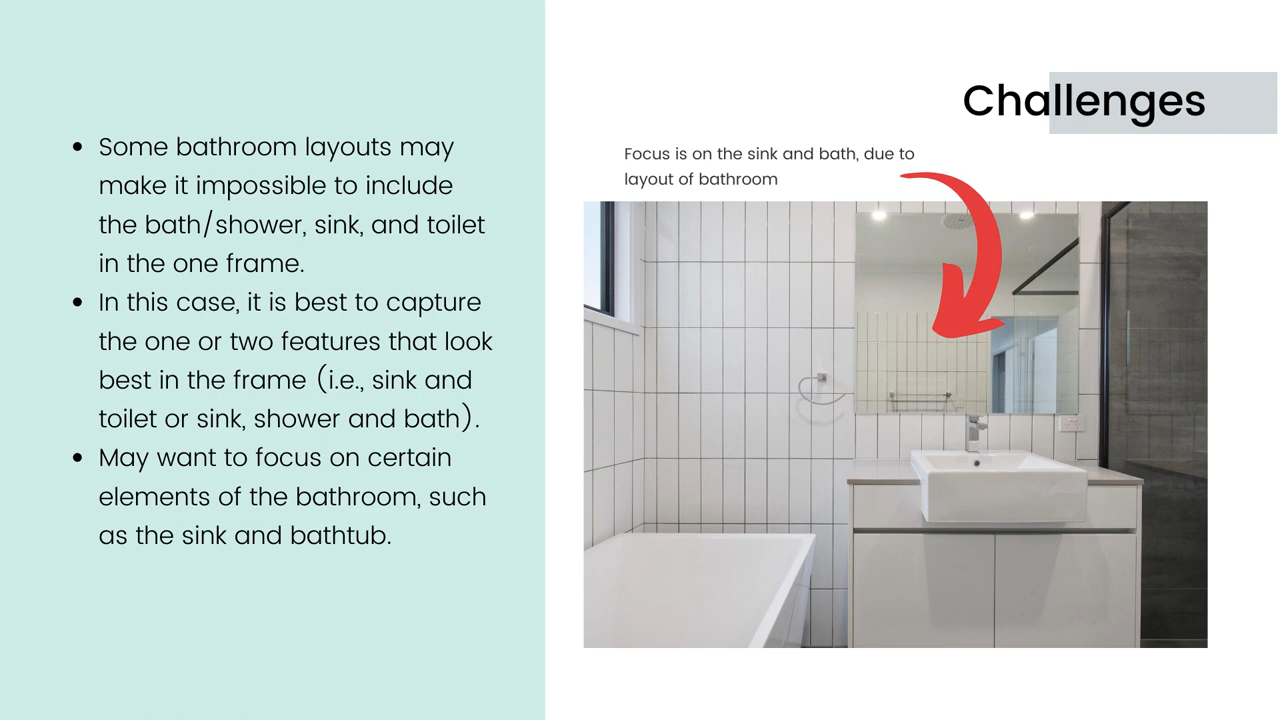 Challenges
• Some bathroom layouts may
make it impossible to include
the bath/shower, sink, and toilet
in the one frame.
• In this case, it is best to capture
the one or two features that look
best in the frame (i.e., sink and
toilet or sink, shower and bath).
• May want to focus on certain
elements of the bathroom, such
as the sink and bathtub.
Focus is on the sink and bath, due to
layout of bathroom